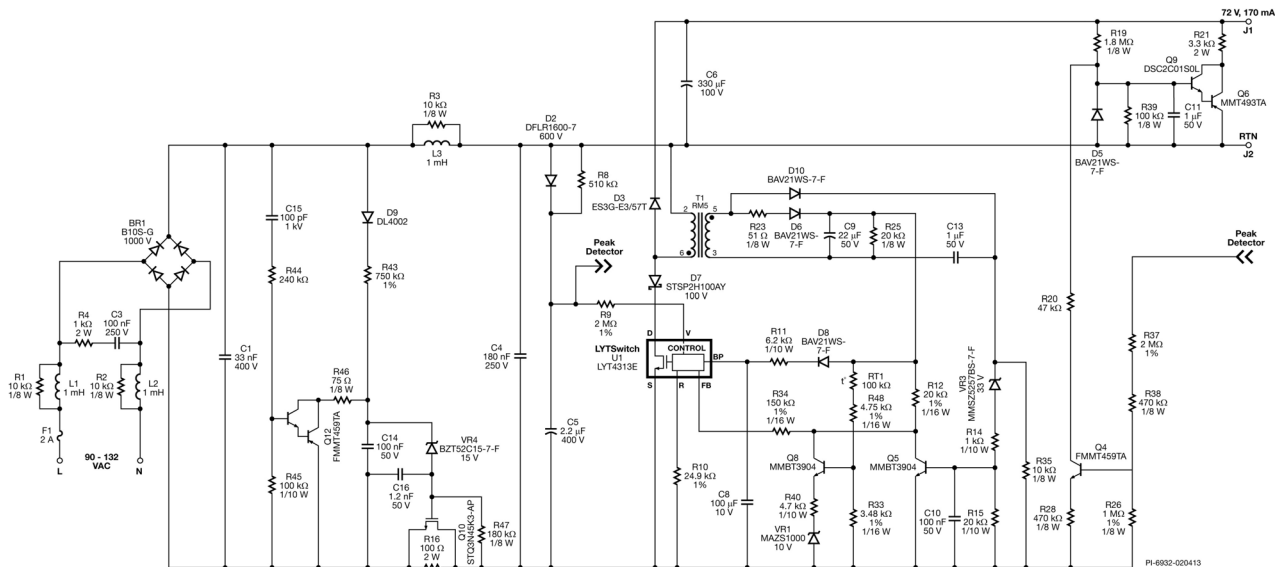 72 V, 170 mA
J1
R19
1.8 MΩ
1/8 W
R21
3.3 kΩ
2 W
Q9
DSC2C01S0L
Q6
MMT493TA
C6
330 µF
100 V
R39
100 kΩ
1/8 W
C11
1 µF
50 V
RTN
J2
D5
BAV21WS-
7-F
R3
10 kΩ
1/8 W
L3
1 mH
D2
DFLR1600-7
600 V
R8
510 kΩ
D3
ES3G-E3/57T
T1
RM5
2
5
6
3
D10
BAV21WS-7-F
R23
51 Ω
1/8 W
D6
BAV21WS-
7-F
C9
22 µF
50 V
R25
20 kΩ
1/8 W
C13
1 µF
50 V
Peak
Detector
Peak
Detector
C15
100 pF
1 kV
D9
DL4002
BR1
B10S-G
1000 V
R44
240 kΩ
R43
750 kΩ
1%
D7
STSP2H100AY
100 V
R20
47 kΩ
R4
1 kΩ
2 W
C3
100 nF
250 V
R9
2 MΩ
1%
R37
2 MΩ
1%
C1
33 nF
400 V
C4
180 nF
250 V
D
V
LYTSwitch
U1
LYT4313E
CONTROL
BP
S
R
FB
R11
6.2 kΩ
1/10 W
D8
BAV21WS-
7-F
R1
10 kΩ
1/8 W
L1
1 mH
R2
10 kΩ
1/8 W
L2
1 mH
R46
75 Ω
1/8 W
t°
RT1
100 kΩ
R12
20 kΩ
1%
1/16 W
VR3
MMSZ5257BS-7-F
33 V
R34
150 kΩ
1%
1/16 W
R48
4.75 kΩ
1%
1/16 W
R38
470 kΩ
1/8 W
F1
2 A
90 - 132
VAC
L
N
Q12
FMMT459TA
C14
100 nF
50 V
VR4
BZT52C15-7-F
15 V
C5
2.2 µF
400 V
R14
1 kΩ
1/10 W
Q8
MMBT3904
Q5
MMBT3904
Q4
FMMT459TA
R45
100 kΩ
1/10 W
C16
1.2 nF
50 V
R10
24.9 kΩ
1%
C8
100 µF
10 V
R40
4.7 kΩ
1/10 W
R33
3.48 kΩ
1%
1/16 W
R35
10 kΩ
1/8 W
Q10
STQ3N45K3-AP
R47
180 kΩ
1/8 W
R16
100 Ω
2 W
VR1
MAZS1000
10 V
C10
100 nF
50 V
R15
20 kΩ
1/10 W
R28
470 kΩ
1/8 W
R26
1 MΩ
1%
1/8 W
PI-6932-020413